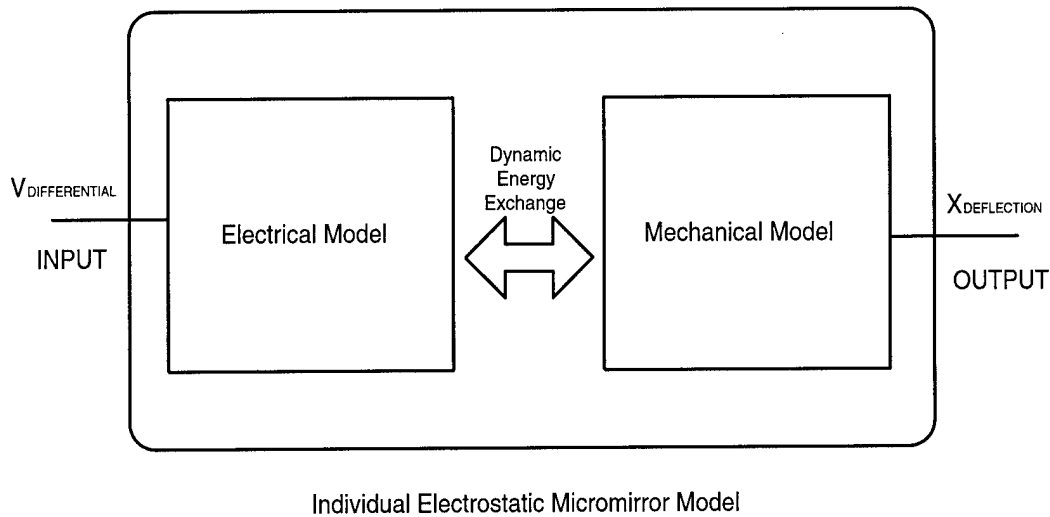 Dynamic
Energy
Exchange
VDIFFERENTIAL
XDEFLECTION
Electrical Model
Mechanical Model
INPUT
OUTPUT
Individual Electrostatic Micromirror Model